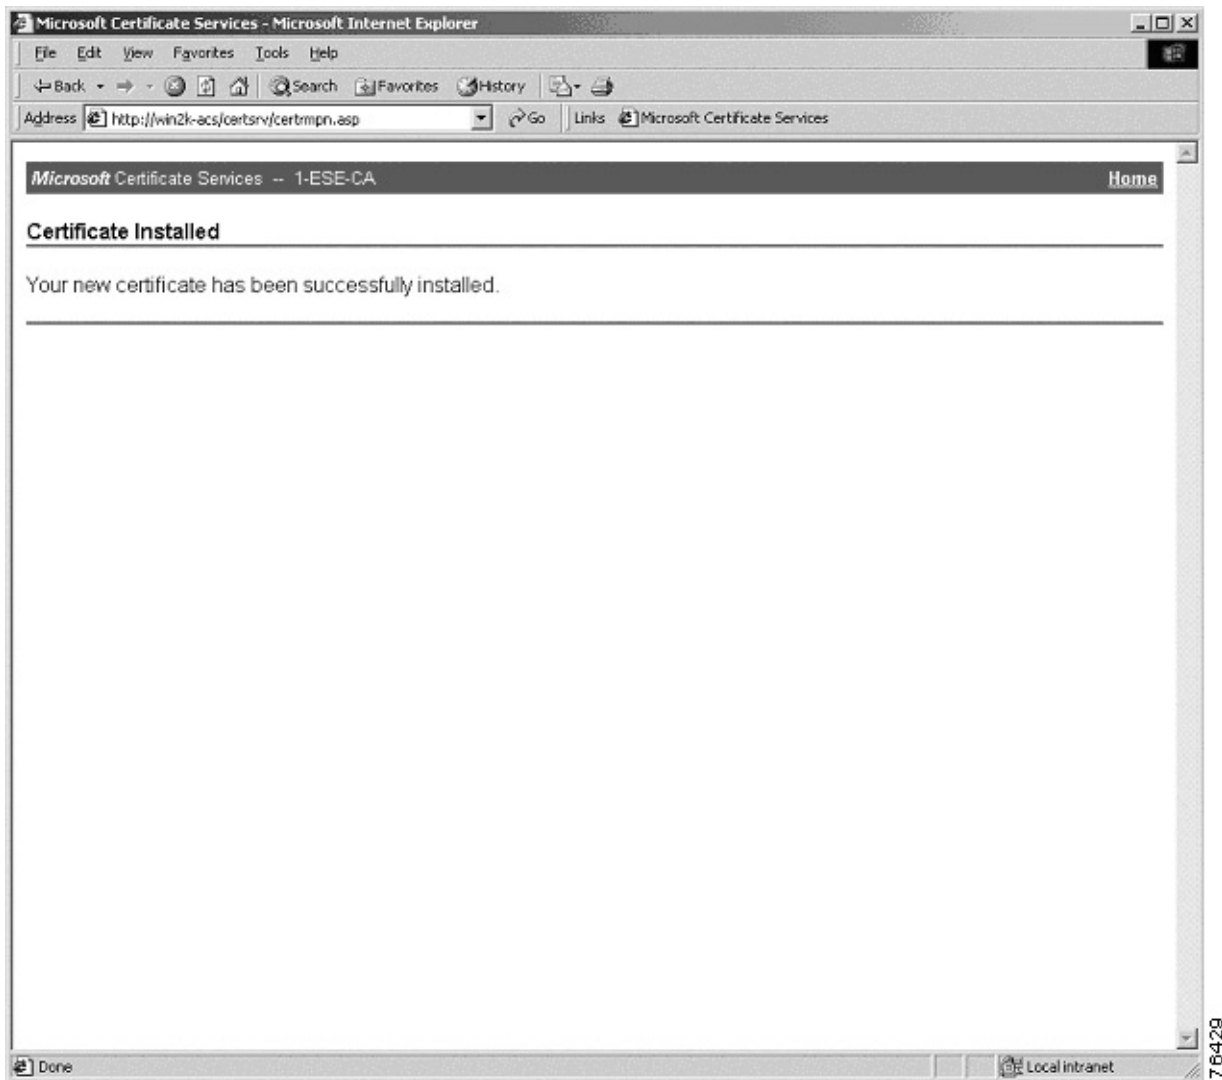 Microsoft Certificate Services - Microsoft Internet Explorer
File Edit View Favorites Tools Help
Back Search Favorites History
Address http://win2k-acs/certsrv/certrmpn.asp Go Links Microsoft Certificate Services
Microsoft Certificate Services -- 1-ESE-CA Home
Certificate Installed
Your new certificate has been successfully installed.
Done Local intranet
76429